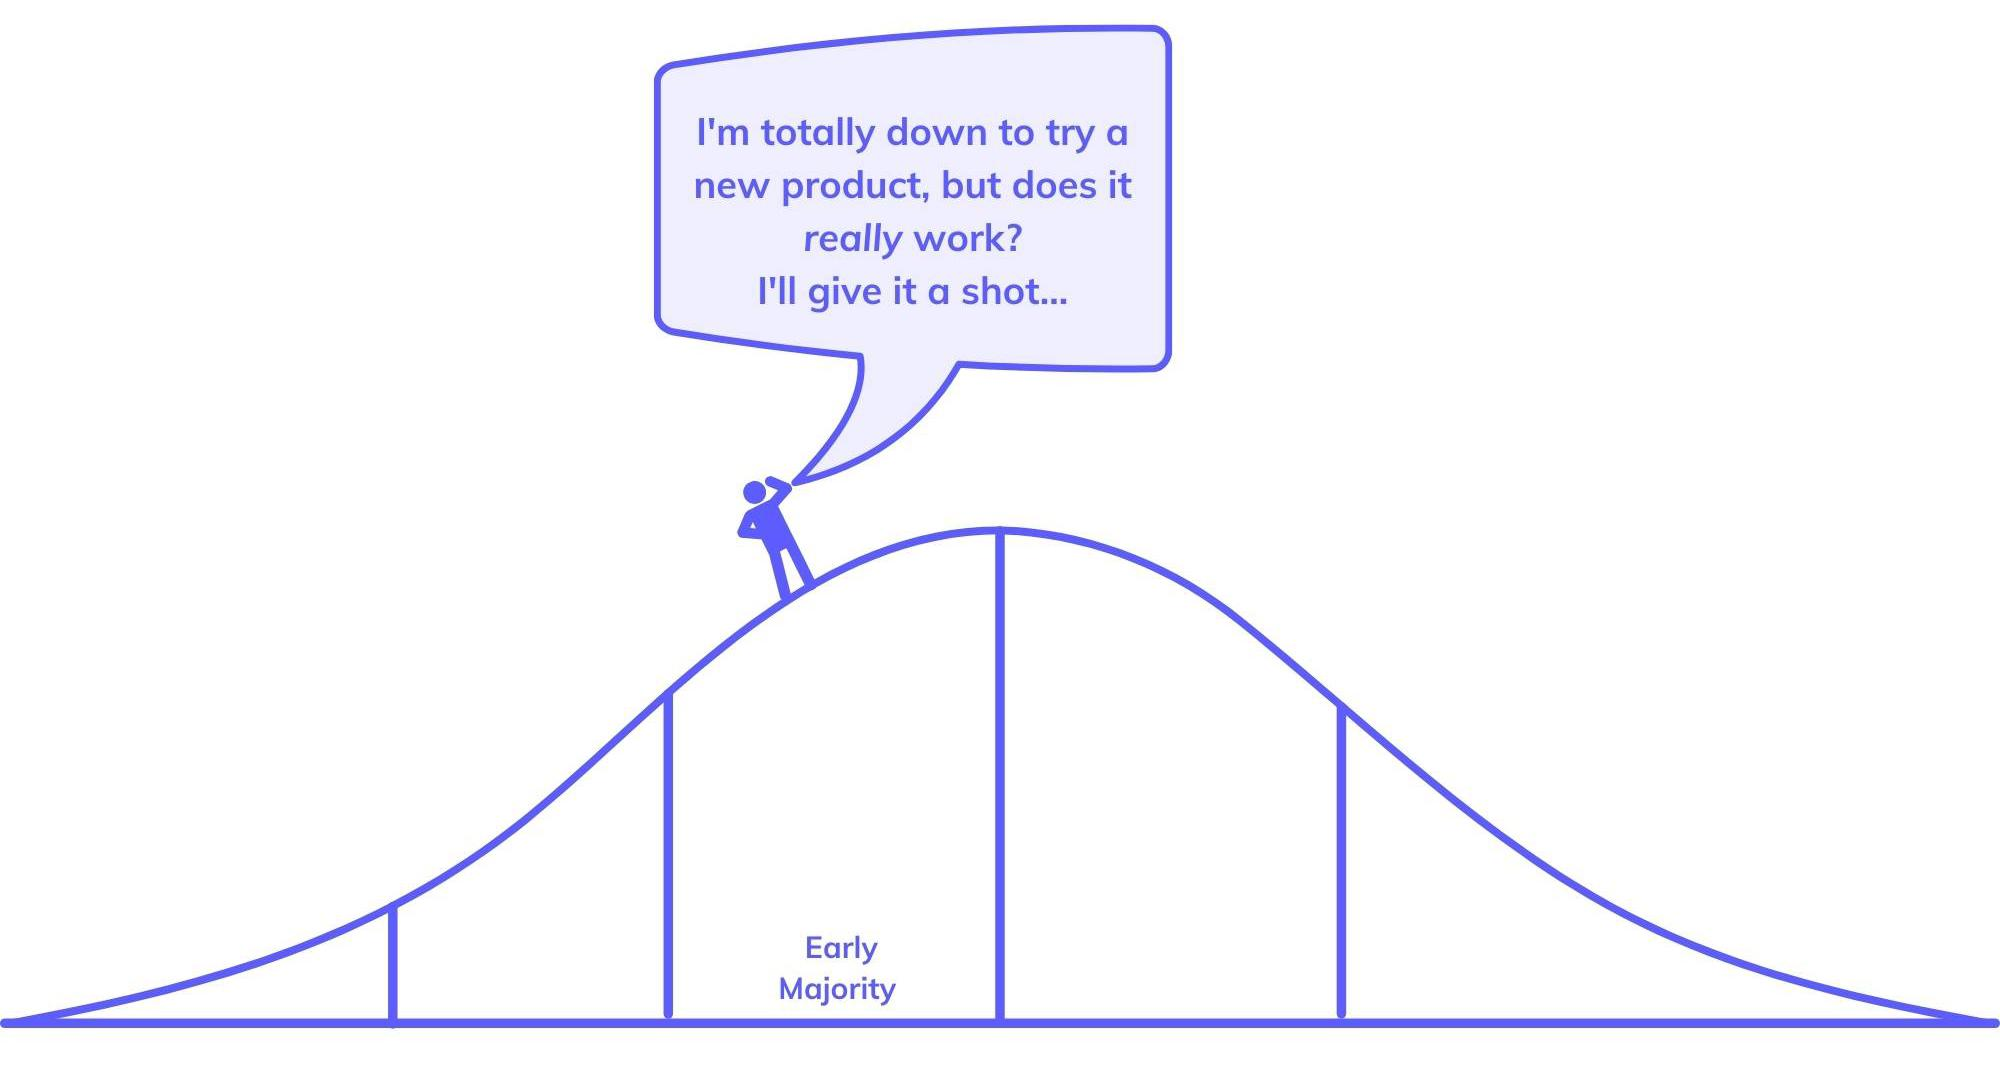 I'm totally down to try a
new product, but does it
really work?
I'll give it a shot...
Early
Majority